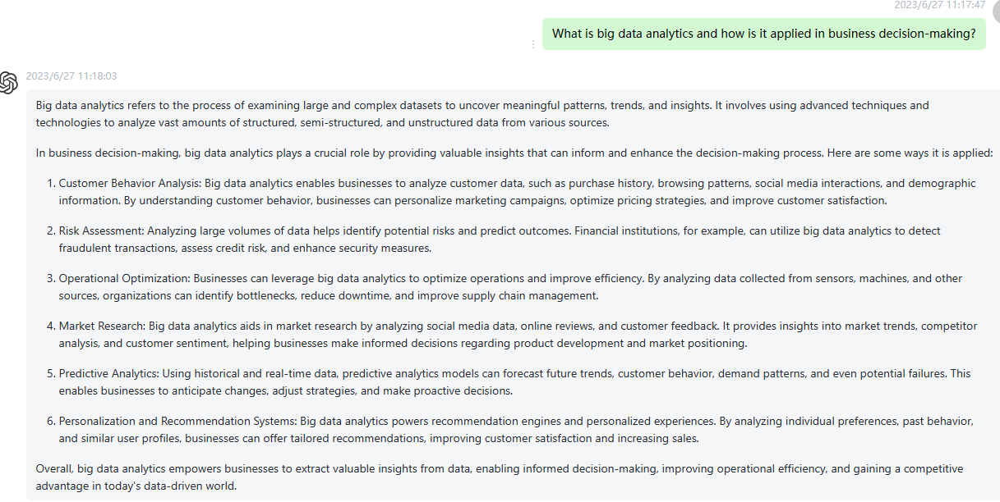 2023/6/27 11:17:47
What is big data analytics and how is it applied in business decision-making?
2023/6/27 11:18:03
Big data analytics refers to the process of examining large and complex datasets to uncover meaningful patterns, trends, and insights. It involves using advanced techniques and
technologies to analyze vast amounts of structured, semi-structured, and unstructured data from various sources.
In business decision-making, big data analytics plays a crucial role by providing valuable insights that can inform and enhance the decision-making process. Here are some ways it is applied:
1. Customer Behavior Analysis: Big data analytics enables businesses to analyze customer data, such as purchase history, browsing patterns, social media interactions, and demographic
information. By understanding customer behavior, businesses can personalize marketing campaigns, optimize pricing strategies, and improve customer satisfaction.
2. Risk Assessment: Analyzing large volumes of data helps identify potential risks and predict outcomes. Financial institutions, for example, can utilize big data analytics to detect
fraudulent transactions, assess credit risk, and enhance security measures.
3. Operational Optimization: Businesses can leverage big data analytics to optimize operations and improve efficiency. By analyzing data collected from sensors, machines, and other
sources, organizations can identify bottlenecks, reduce downtime, and improve supply chain management.
4. Market Research: Big data analytics aids in market research by analyzing social media data, online reviews, and customer feedback. It provides insights into market trends, competitor
analysis, and customer sentiment, helping businesses make informed decisions regarding product development and market positioning.
5. Predictive Analytics: Using historical and real-time data, predictive analytics models can forecast future trends, customer behavior, demand patterns, and even potential failures. This
enables businesses to anticipate changes, adjust strategies, and make proactive decisions.
6. Personalization and Recommendation Systems: Big data analytics powers recommendation engines and personalized experiences. By analyzing individual preferences, past behavior,
and similar user profiles, businesses can offer tailored recommendations, improving customer satisfaction and increasing sales.
Overall, big data analytics empowers businesses to extract valuable insights from data, enabling informed decision-making, improving operational efficiency, and gaining a competitive
advantage in today's data-driven world.